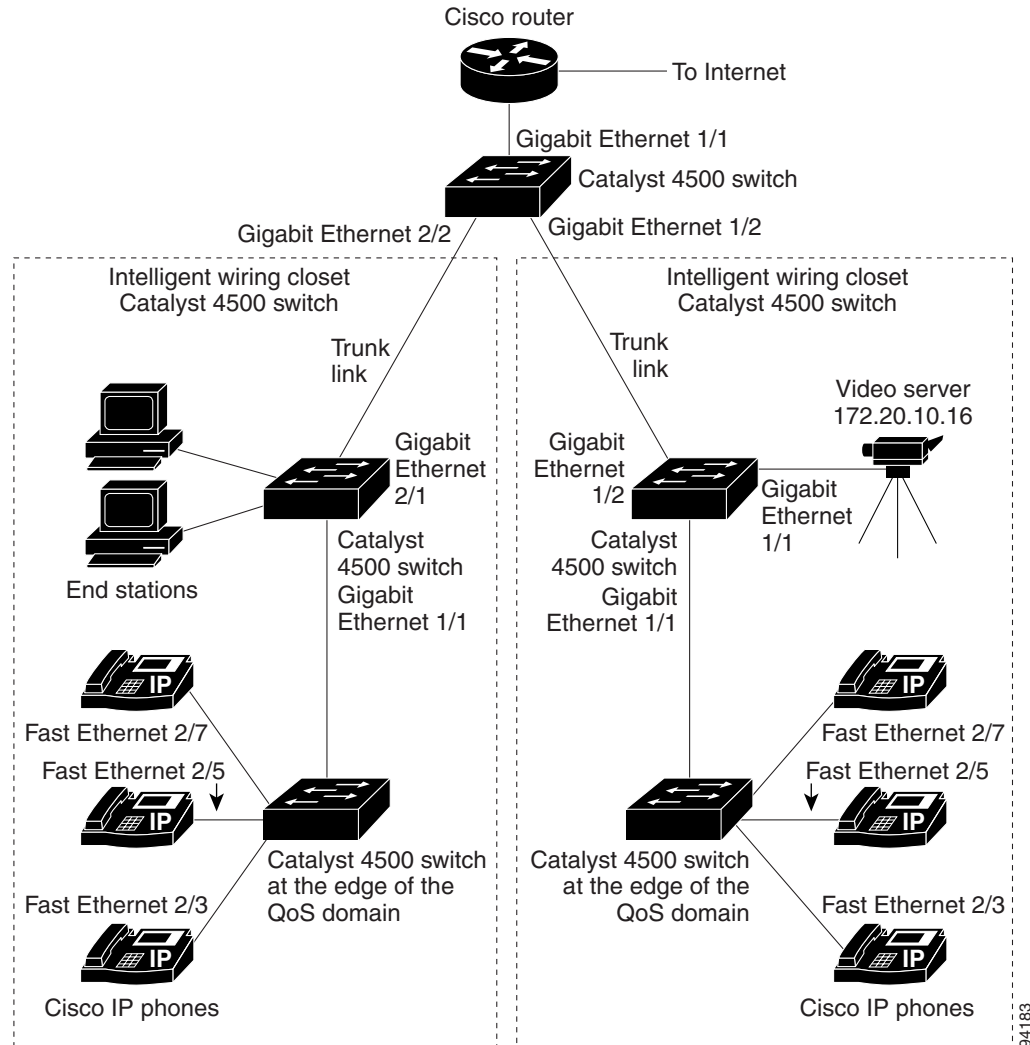 Cisco router
To Internet
Gigabit Ethernet 1/1
Catalyst 4500 switch
Gigabit Ethernet 2/2
Gigabit Ethernet 1/2
Intelligent wiring closet
Catalyst 4500 switch
Trunk
link
Gigabit
Ethernet
2/1
End stations
Catalyst
4500 switch
Gigabit
Ethernet 1/1
IP
Fast Ethernet 2/7
Fast Ethernet 2/5
IP
Fast Ethernet 2/3
IP
Cisco IP phones
Catalyst 4500 switch
at the edge of the
QoS domain
Intelligent wiring closet
Catalyst 4500 switch
Trunk
link
Video server
172.20.10.16
Gigabit
Ethernet
1/2
Gigabit
Ethernet
1/1
Catalyst
4500 switch
Gigabit
Ethernet 1/1
IP
Fast Ethernet 2/7
Fast Ethernet 2/5
IP
Catalyst 4500 switch
at the edge of the
QoS domain
Fast Ethernet 2/3
IP
Cisco IP phones
94183